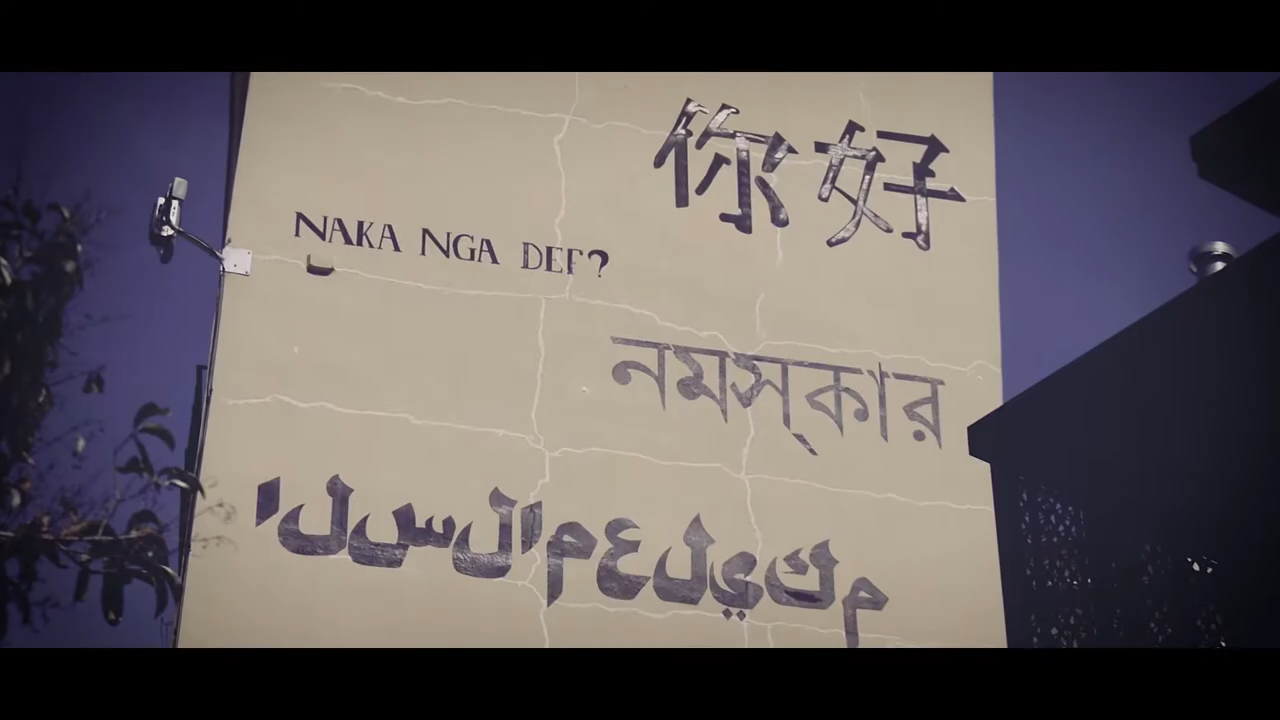 你好
NAKA NGA DEF?
নমস্‌কার
ا ل س ل ا م ع ل ي ك م